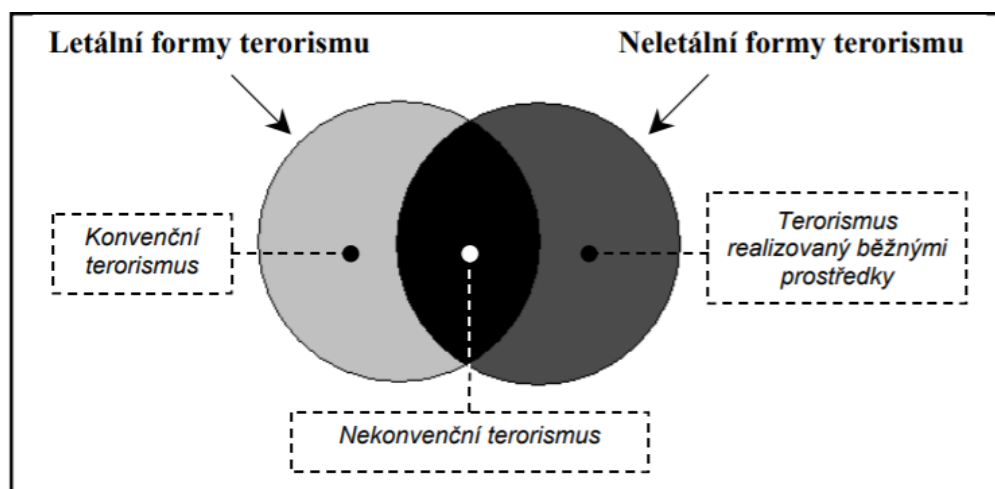 Letální formy terorismu
Neletální formy terorismu
Konvenční
terorismus
Terorismus
realizovaný běžnými
prostředky
Nekonvenční terorismus